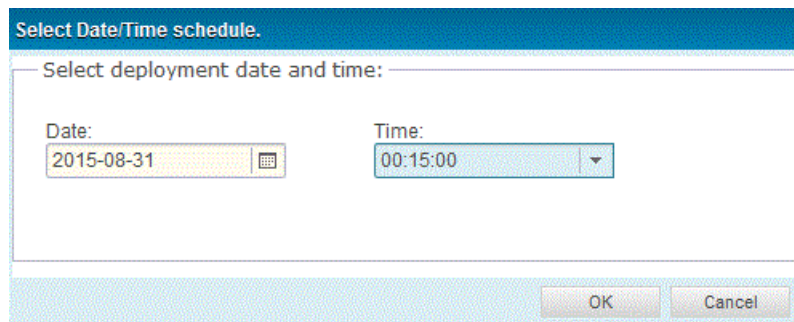 Select Date/Time schedule.
Select deployment date and time:
Date: Time:
2015-08-31 00:15:00
OK Cancel